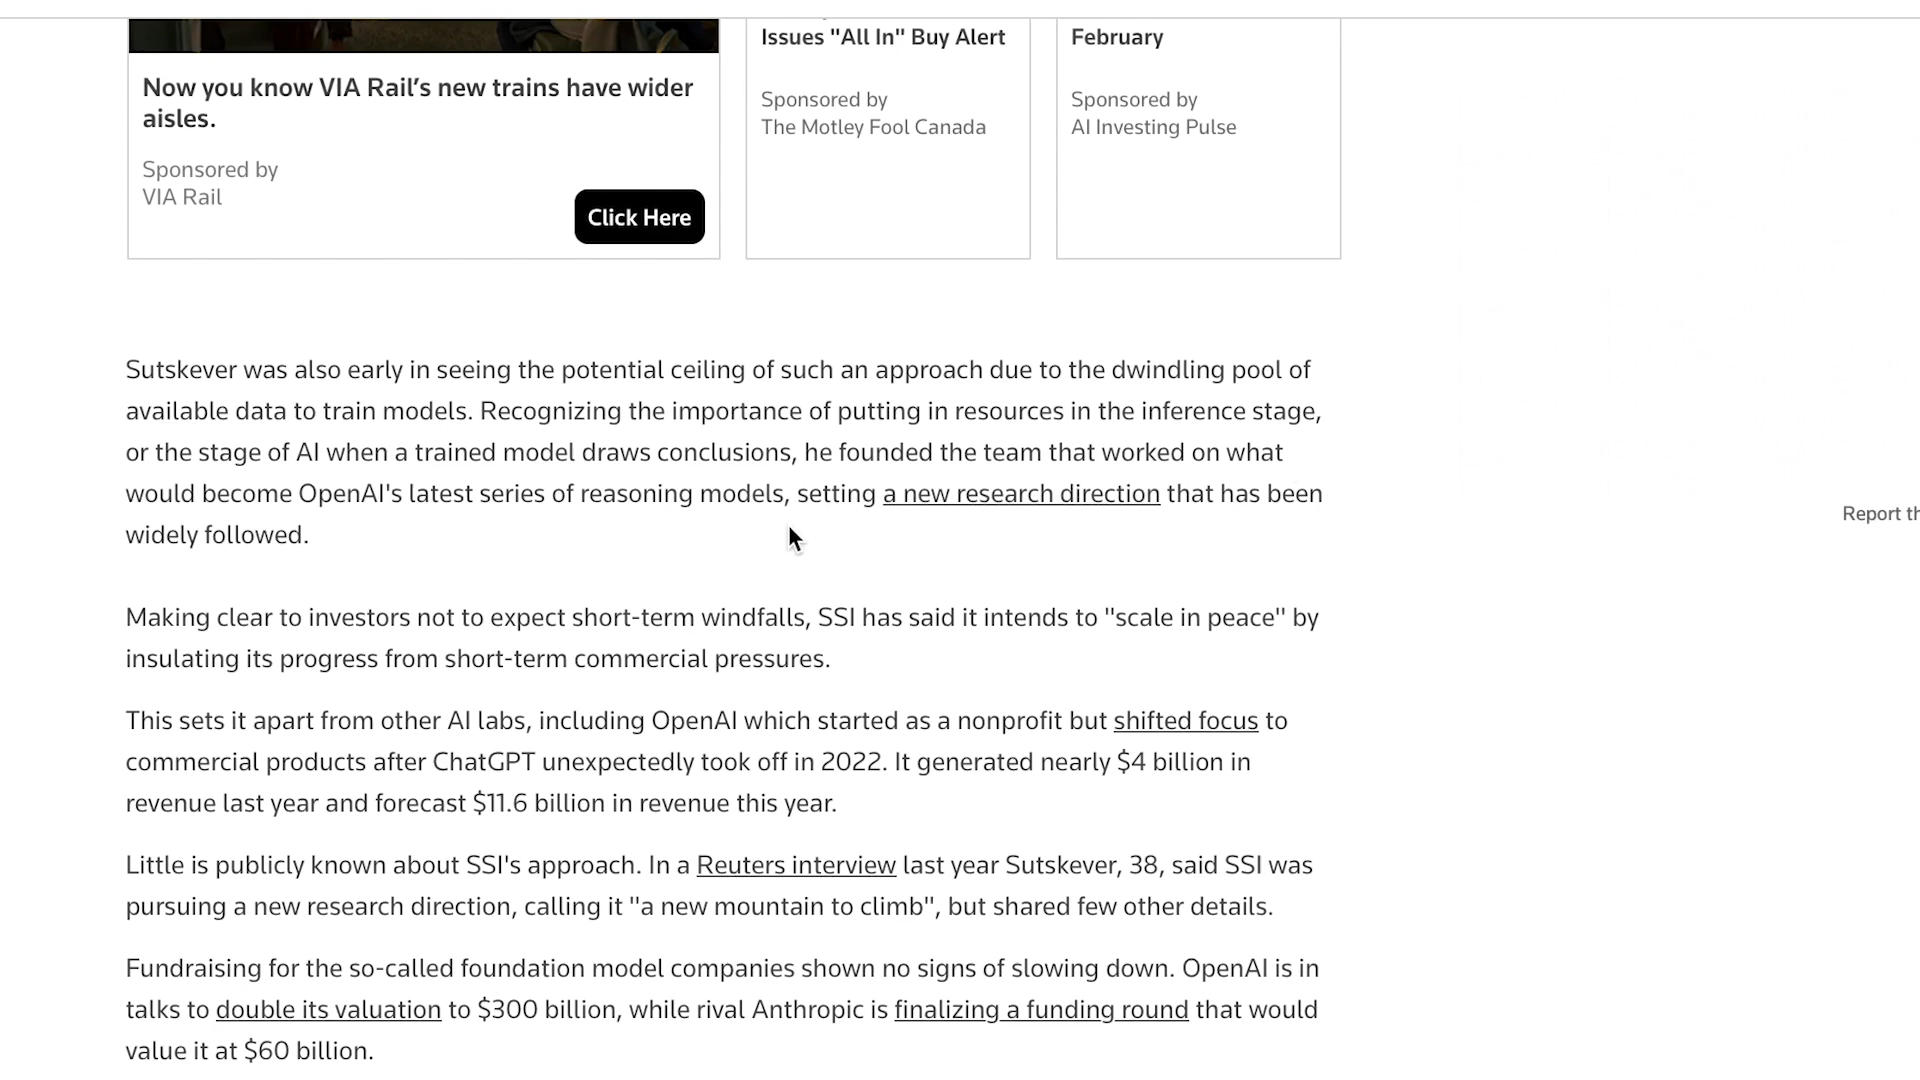 Now you know VIA Rail’s new trains have wider
aisles.
Sponsored by
VIA Rail
Click Here
Issues "All In" Buy Alert
Sponsored by
The Motley Fool Canada
February
Sponsored by
AI Investing Pulse
Sutskever was also early in seeing the potential ceiling of such an approach due to the dwindling pool of
available data to train models. Recognizing the importance of putting in resources in the inference stage,
or the stage of AI when a trained model draws conclusions, he founded the team that worked on what
would become OpenAI's latest series of reasoning models, setting a new research direction that has been
widely followed.
Report
Making clear to investors not to expect short-term windfalls, SSI has said it intends to "scale in peace" by
insulating its progress from short-term commercial pressures.
This sets it apart from other AI labs, including OpenAI which started as a nonprofit but shifted focus to
commercial products after ChatGPT unexpectedly took off in 2022. It generated nearly $4 billion in
revenue last year and forecast $11.6 billion in revenue this year.
Little is publicly known about SSI's approach. In a Reuters interview last year Sutskever, 38, said SSI was
pursuing a new research direction, calling it "a new mountain to climb", but shared few other details.
Fundraising for the so-called foundation model companies shown no signs of slowing down. OpenAI is in
talks to double its valuation to $300 billion, while rival Anthropic is finalizing a funding round that would
value it at $60 billion.